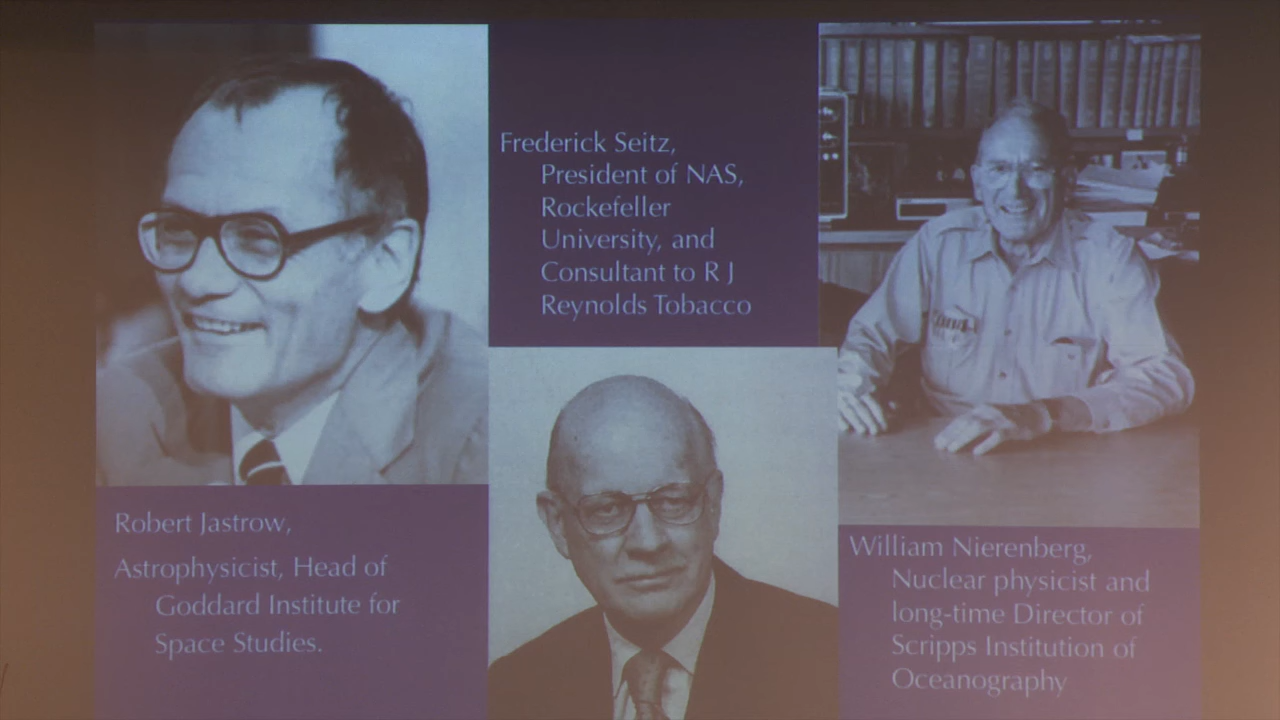 Frederick Seitz,
President of NAS,
Rockefeller
University, and
Consultant to R J
Reynolds Tobacco
Robert Jastrow,
Astrophysicist, Head of
Goddard Institute for
Space Studies.
William Nierenberg,
Nuclear physicist and
long-time Director of
Scripps Institution of
Oceanography